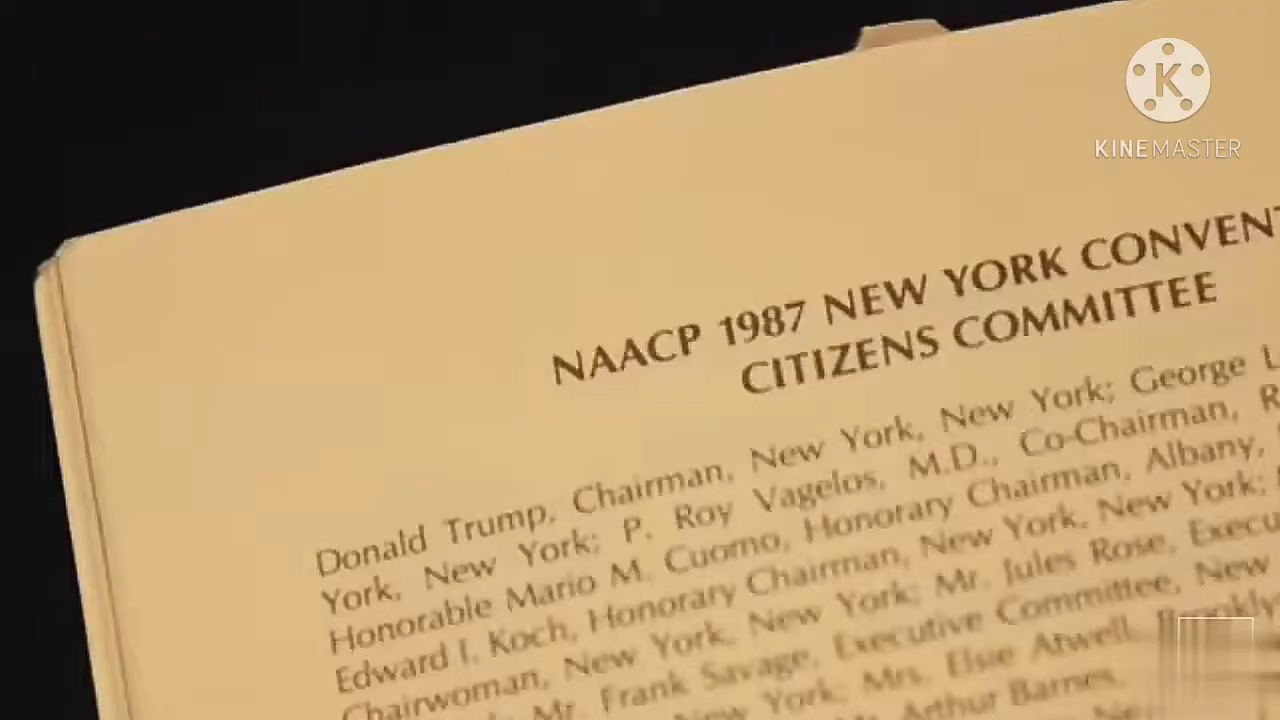 KINEMASTER
NAACP 1987 NEW YORK CONVENT
CITIZENS COMMITTEE
Donald Trump, Chairman, New York, New York; George L
York, New York; P. Roy Vagelos, M.D., Co-Chairman, R
Honorable Mario M. Cuomo, Honorary Chairman, Albany,
Edward I. Koch, Honorary Chairman, New York, New York;
Chairwoman, New York, New York; Mr. Jules Rose, Execu
Mr. Frank Savage, Executive Committee, New
New York; Mrs. Elsie Atwell, Brookly
Arthur Barnes,